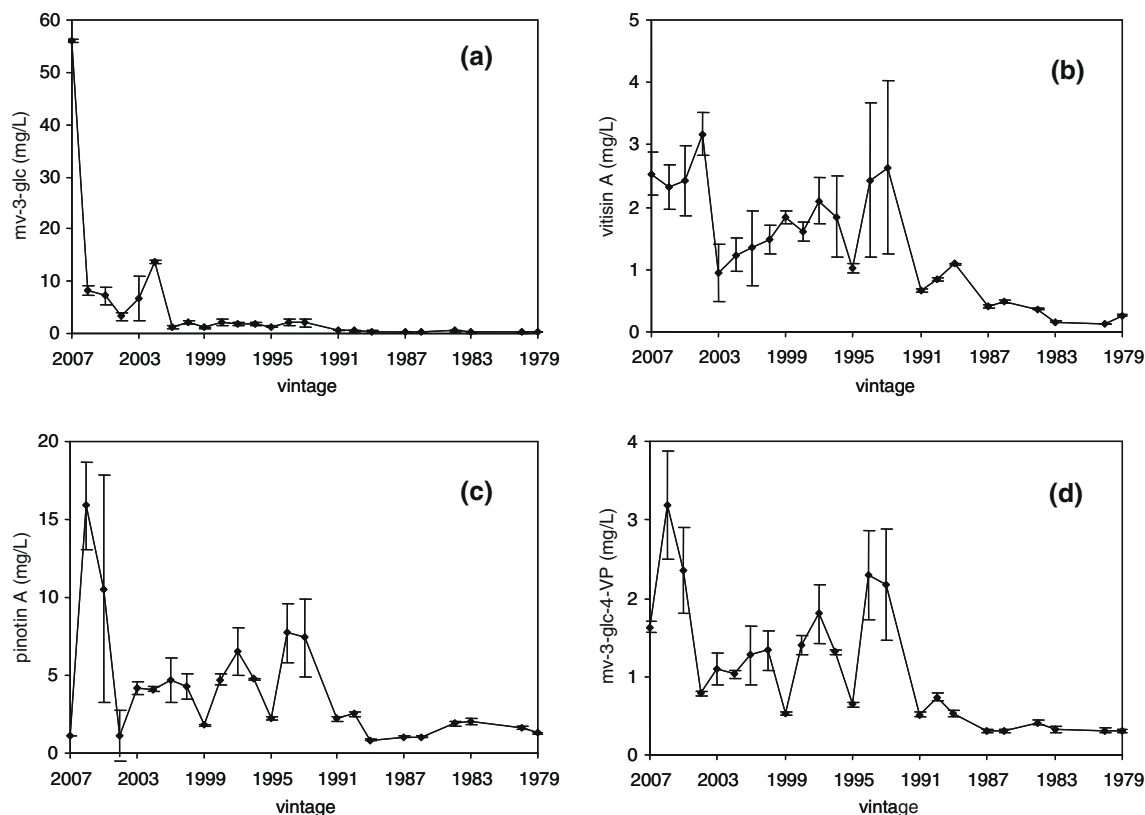 (a)
mv-3-glc (mg/L)
60
50
40
30
20
10
0
2007 2003 1999 1995 1991 1987 1983 1979
vintage
(b)
vitisin A (mg/L)
5
4
3
2
1
0
2007 2003 1999 1995 1991 1987 1983 1979
vintage
(c)
pinotin A (mg/L)
20
15
10
5
0
2007 2003 1999 1995 1991 1987 1983 1979
vintage
(d)
mv-3-glc-4-VP (mg/L)
4
3
2
1
0
2007 2003 1999 1995 1991 1987 1983 1979
vintage